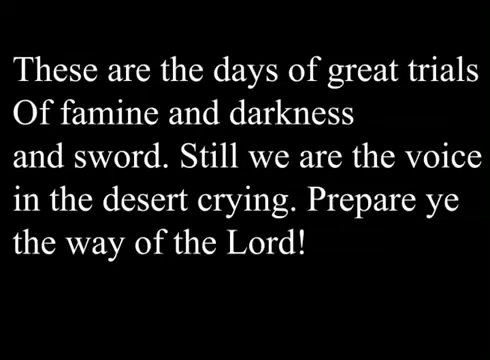 These are the days of great trials
Of famine and darkness
and sword. Still we are the voice
in the desert crying. Prepare ye
the way of the Lord!